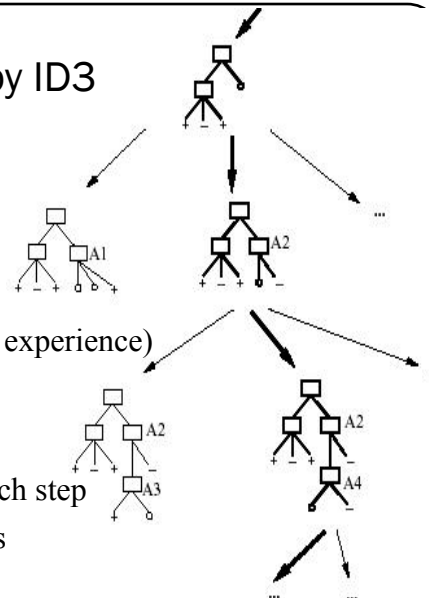 by ID3
+ − +
...
A1
+ − + +
A2
+ − + −
experience)
A2
+ − + −
A3
+
ch step
s
A2
+ − + −
A4
−
... ...